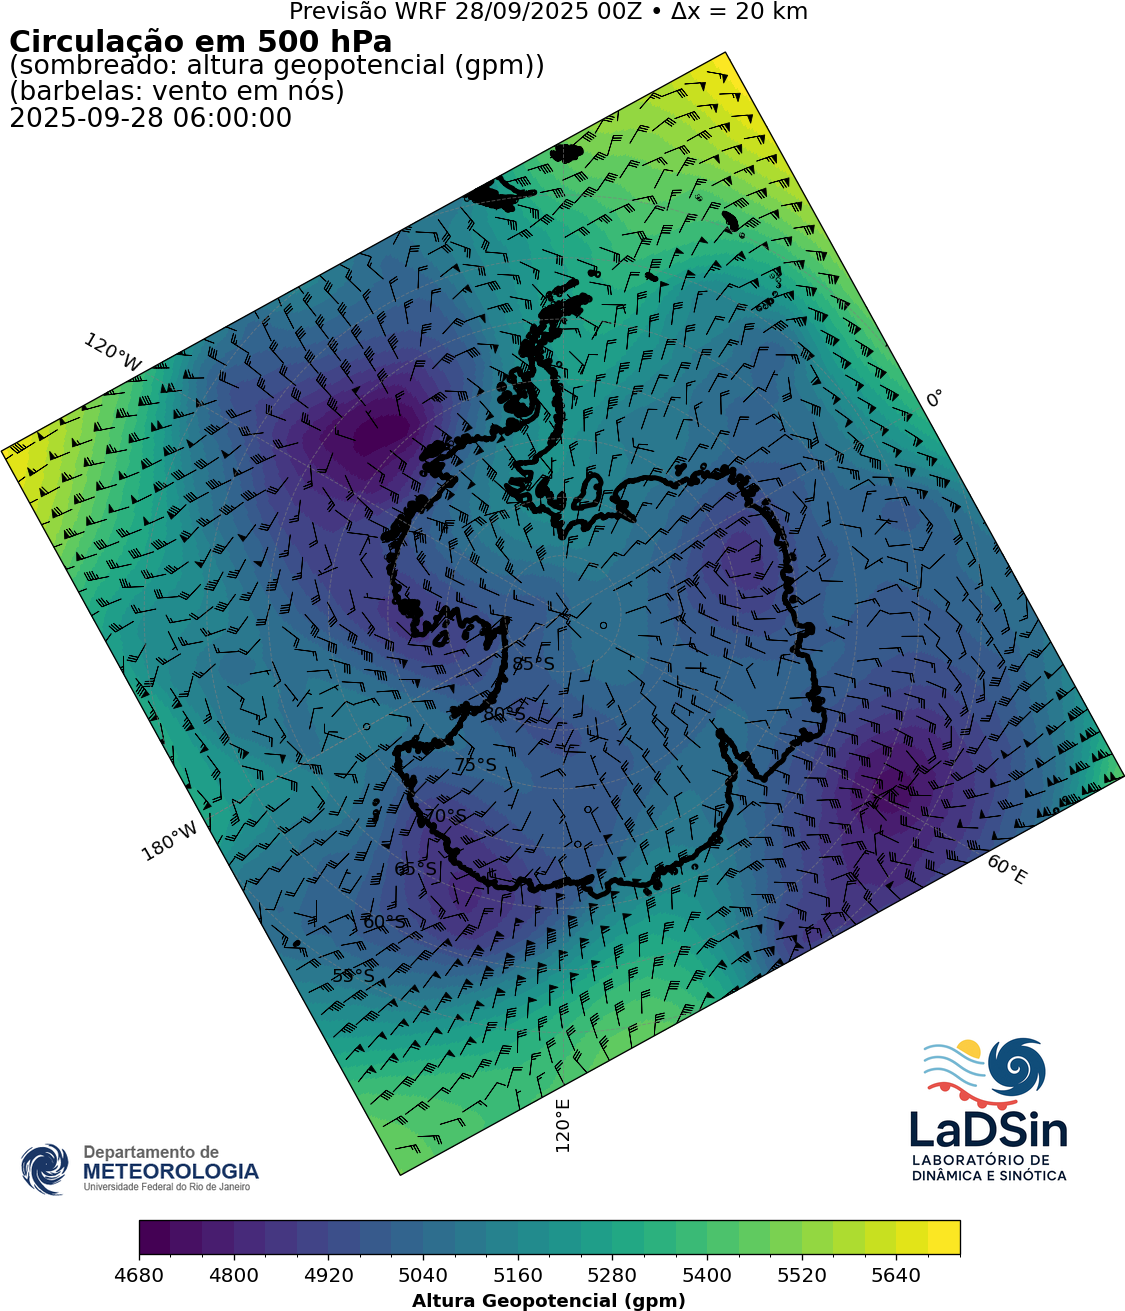 Previsão WRF 28/09/2025 00Z • Δx = 20 km
Circulação em 500 hPa
(sombreado: altura geopotencial (gpm))
(barbelas: vento em nós)
2025-09-28 06:00:00
120°W
0°
85°S
80°S
75°S
70°S
65°S
60°S
55°S
180°W
60°E
120°E
Departamento de
METEOROLOGIA
Universidade Federal do Rio de Janeiro
LaDSin
LABORATÓRIO DE
DINÂMICA E SINÓTICA
4680 4800 4920 5040 5160 5280 5400 5520 5640
Altura Geopotencial (gpm)